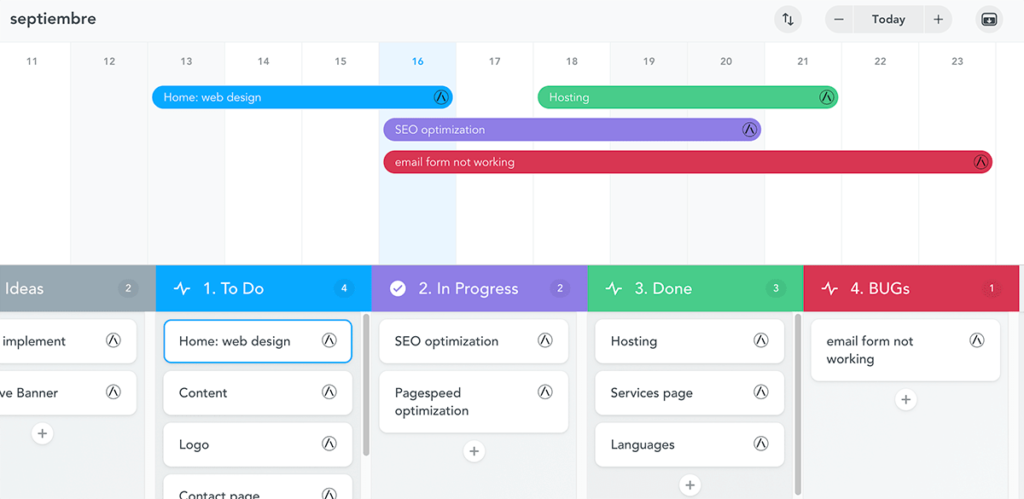 septiembre
Today
11 12 13 14 15 16 17 18 19 20 21 22 23
Home: web design
Hosting
SEO optimization
email form not working
Ideas 2
1. To Do 4
2. In Progress 2
3. Done 3
4. BUGs 1
implement
ve Banner
Home: web design
Content
Logo
Contact page
SEO optimization
Pagespeed
optimization
Hosting
Services page
Languages
email form not
working